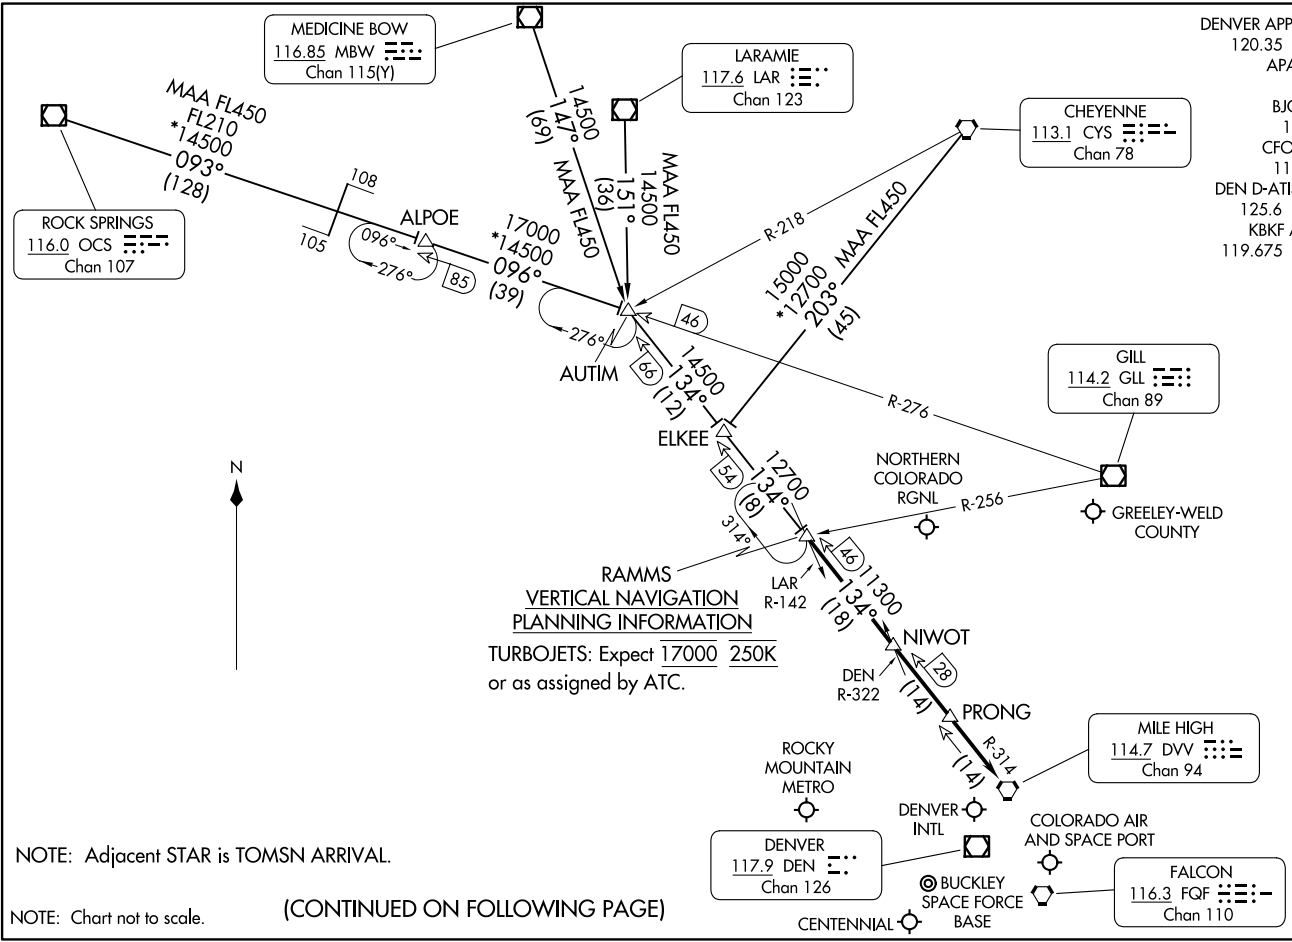 MEDICINE BOW
116.85 MBW
Chan 115(Y)
LARAMIE
117.6 LAR
Chan 123
DENVER APP
120.35
APA
BJC
1
CFO
11
DEN D-ATI
125.6
KBKF A
119.675
CHEYENNE
113.1 CYS
Chan 78
MAA FL450
FL210
*14500
093°
(128)
14500
147°
(69)
MAA FL450
MAA FL450
14500
151°
(36)
ROCK SPRINGS
116.0 OCS
Chan 107
108
105
ALPOE
096°
276°
85
17000
*14500
096°
(39)
276°
R-218
MAA FL450
15000
*12700
203°
(45)
46
AUTIM
66
14500
134°
(12)
GILL
114.2 GLL
Chan 89
R-276
ELKEE
54
12700
134°
(8)
314°
NORTHERN
COLORADO
RGNL
R-256
GREELEY-WELD
COUNTY
N
RAMMS
VERTICAL NAVIGATION
PLANNING INFORMATION
TURBOJETS: Expect 17000 250K
or as assigned by ATC.
LAR
R-142
46
11300
134°
(18)
NIWOT
28
DEN
R-322
(14)
PRONG
R-314
(14)
MILE HIGH
114.7 DVV
Chan 94
ROCKY
MOUNTAIN
METRO
DENVER
INTL
COLORADO AIR
AND SPACE PORT
DENVER
117.9 DEN
Chan 126
BUCKLEY
SPACE FORCE
BASE
FALCON
116.3 FQF
Chan 110
CENTENNIAL
NOTE: Adjacent STAR is TOMSN ARRIVAL.
NOTE: Chart not to scale.
(CONTINUED ON FOLLOWING PAGE)